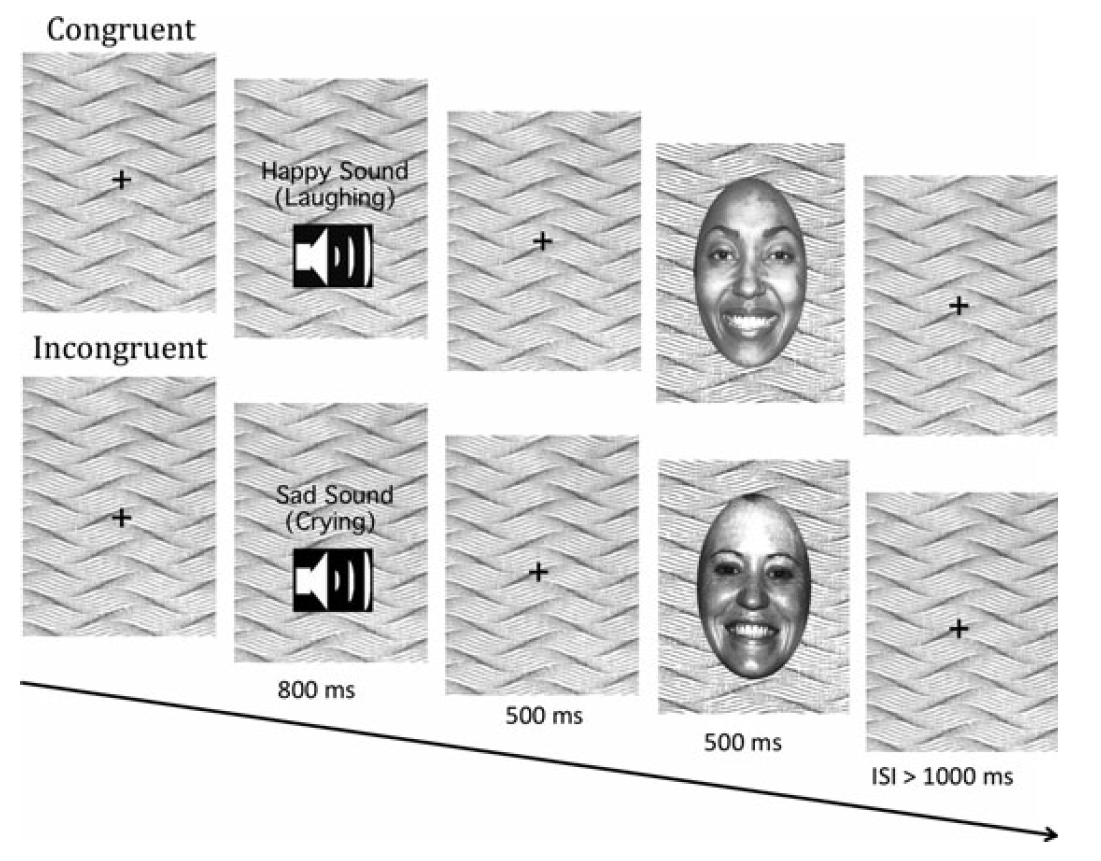 Congruent
Happy Sound
(Laughing)
Incongruent
Sad Sound
(Crying)
800 ms
500 ms
500 ms
ISI > 1000 ms